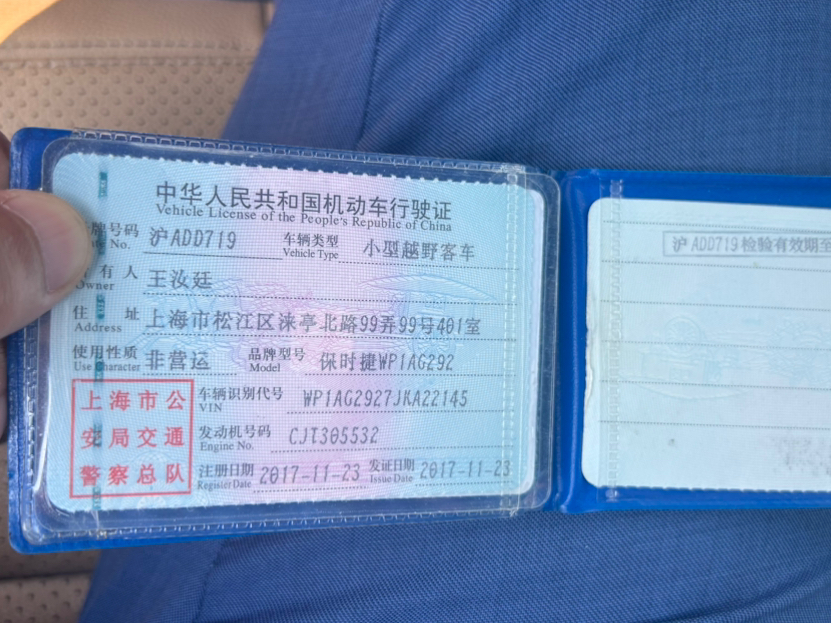 中华人民共和国机动车行驶证
Vehicle License of the People's Republic of China
号牌号码 沪ADD719 车辆类型 小型越野客车
Plate No. Vehicle Type
所有人 王汝廷
Owner
住址 上海市松江区涞亭北路99弄99号401室
Address
使用性质 非营运 品牌型号 保时捷WP1AG292
Use Character Model
上海市公
安局交通
警察总队
车辆识别代号 WP1AG2927JKA22145
VIN
发动机号码 CJT305532
Engine No.
注册日期 2017-11-23 发证日期 2017-11-23
Register Date Issue Date
沪ADD719检验有效期至